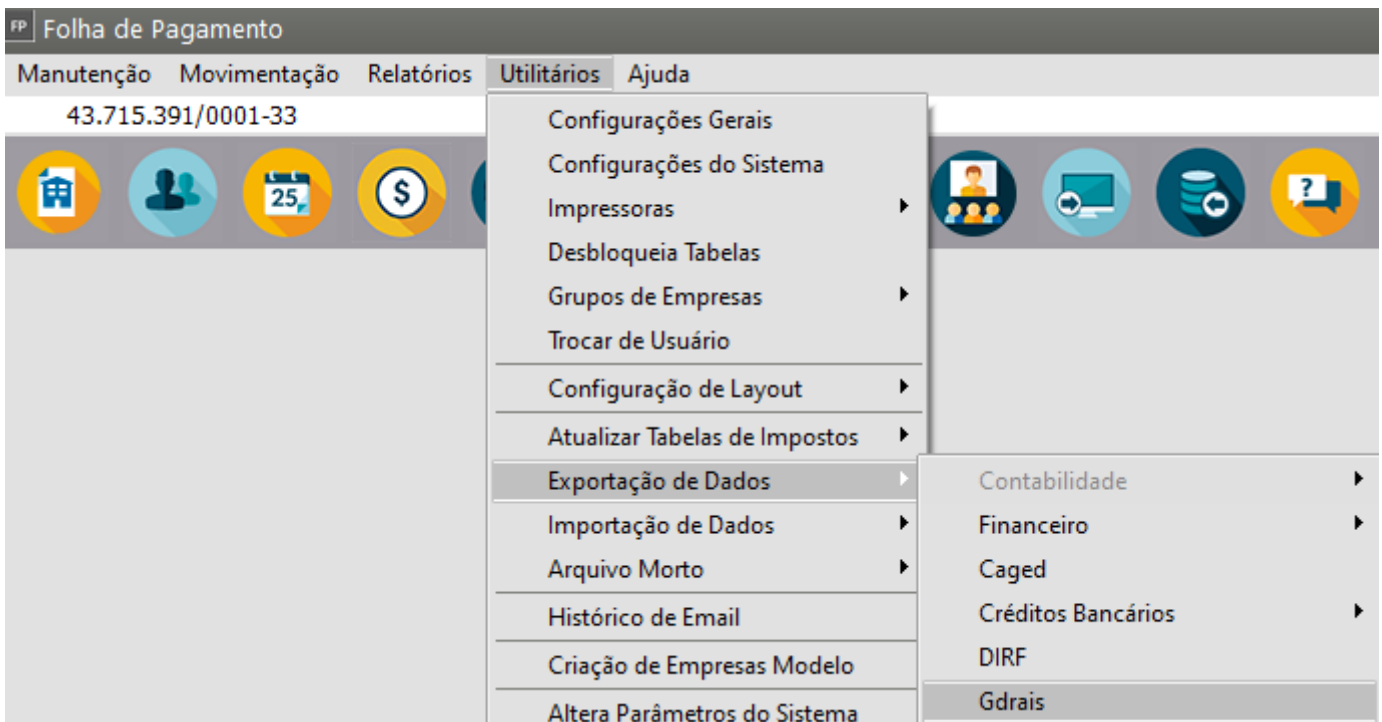 FP Folha de Pagamento
Manutenção Movimentação Relatórios Utilitários Ajuda
43.715.391/0001-33
25
$
?
Configurações Gerais
Configurações do Sistema
Impressoras
Desbloqueia Tabelas
Grupos de Empresas
Trocar de Usuário
Configuração de Layout
Atualizar Tabelas de Impostos
Exportação de Dados
Importação de Dados
Arquivo Morto
Histórico de Email
Criação de Empresas Modelo
Altera Parâmetros do Sistema
Contabilidade
Financeiro
Caged
Créditos Bancários
DIRF
Gdrais